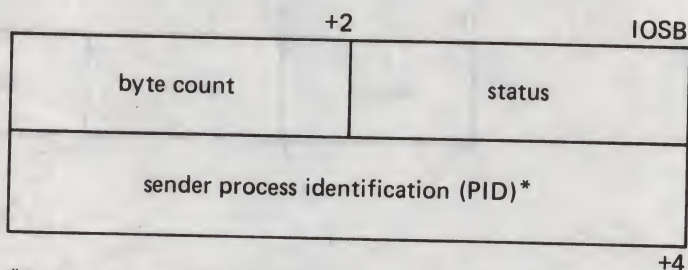 +2 IOSB
byte count status
sender process identification (PID)*
+4